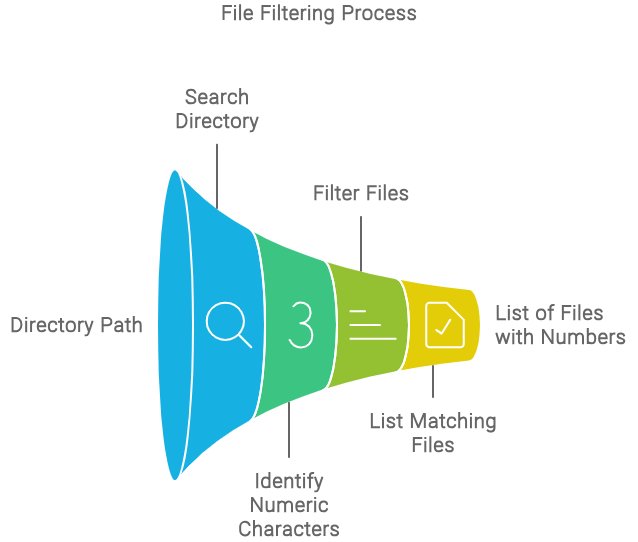 File Filtering Process
Search
Directory
Filter Files
Directory Path
3
List of Files
with Numbers
List Matching
Files
Identify
Numeric
Characters